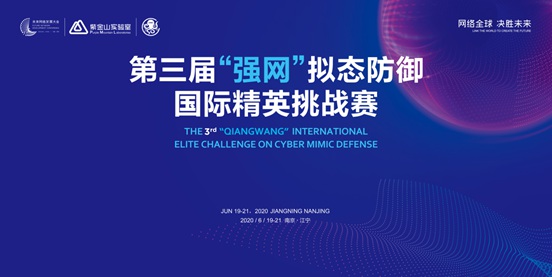 紫金山实验室
网络全球 决胜未来
第三届“强网”拟态防御
国际精英挑战赛
THE 3rd "QIANGWANG" INTERNATIONAL
ELITE CHALLENGE ON CYBER MIMIC DEFENSE
JUN 19-21, 2020 JIANGNING NANJING
2020 / 6 / 19-21 南京 · 江宁